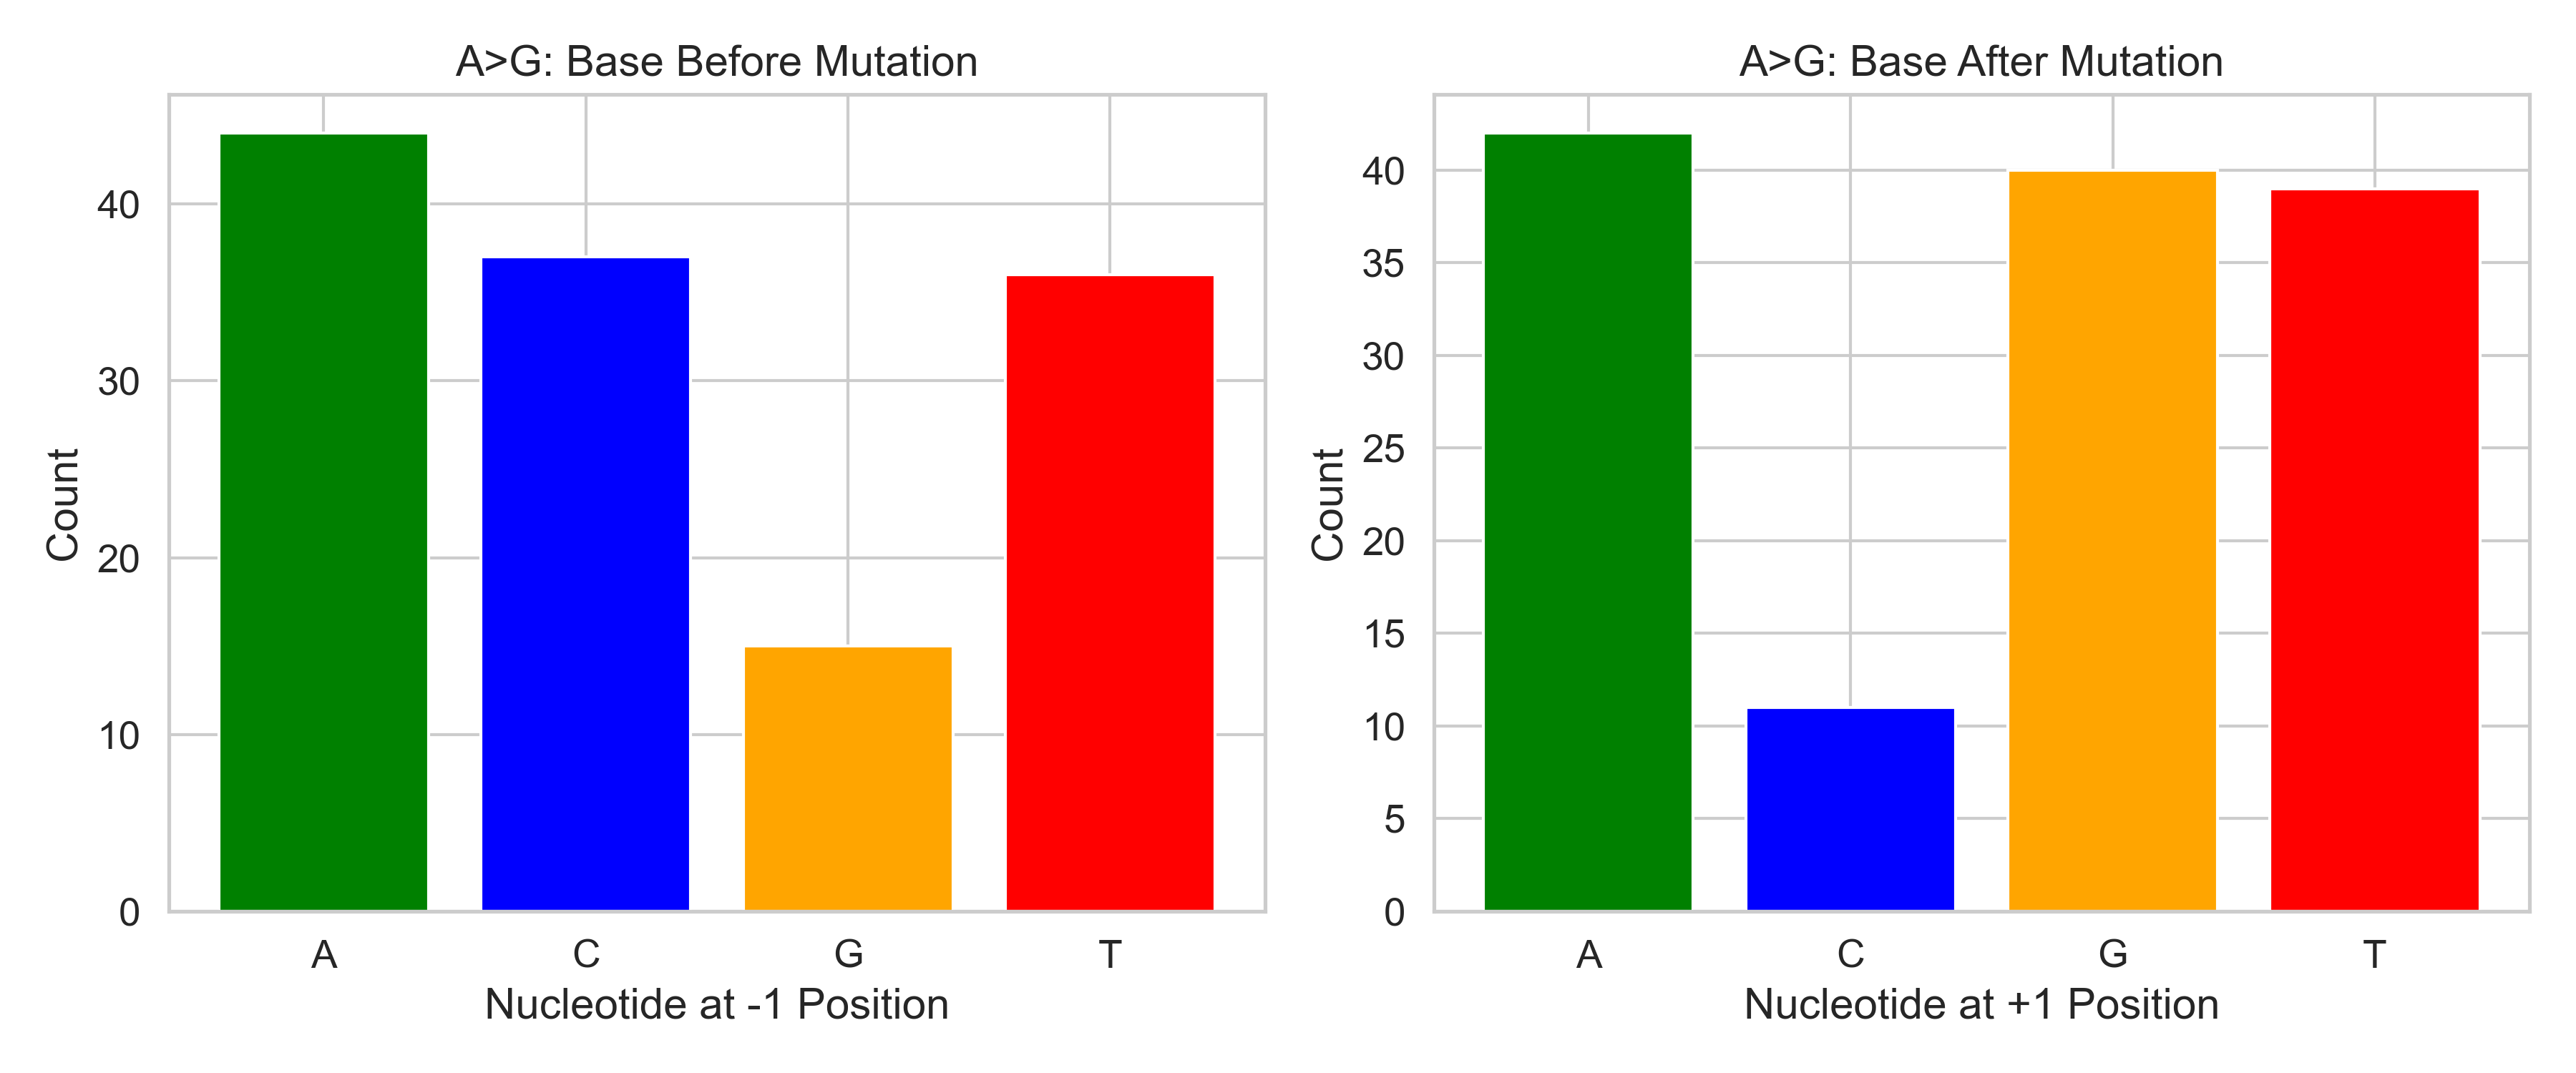 A>G: Base Before Mutation
Count
40
30
20
10
0
A C G T
Nucleotide at -1 Position
A>G: Base After Mutation
Count
40
35
30
25
20
15
10
5
0
A C G T
Nucleotide at +1 Position